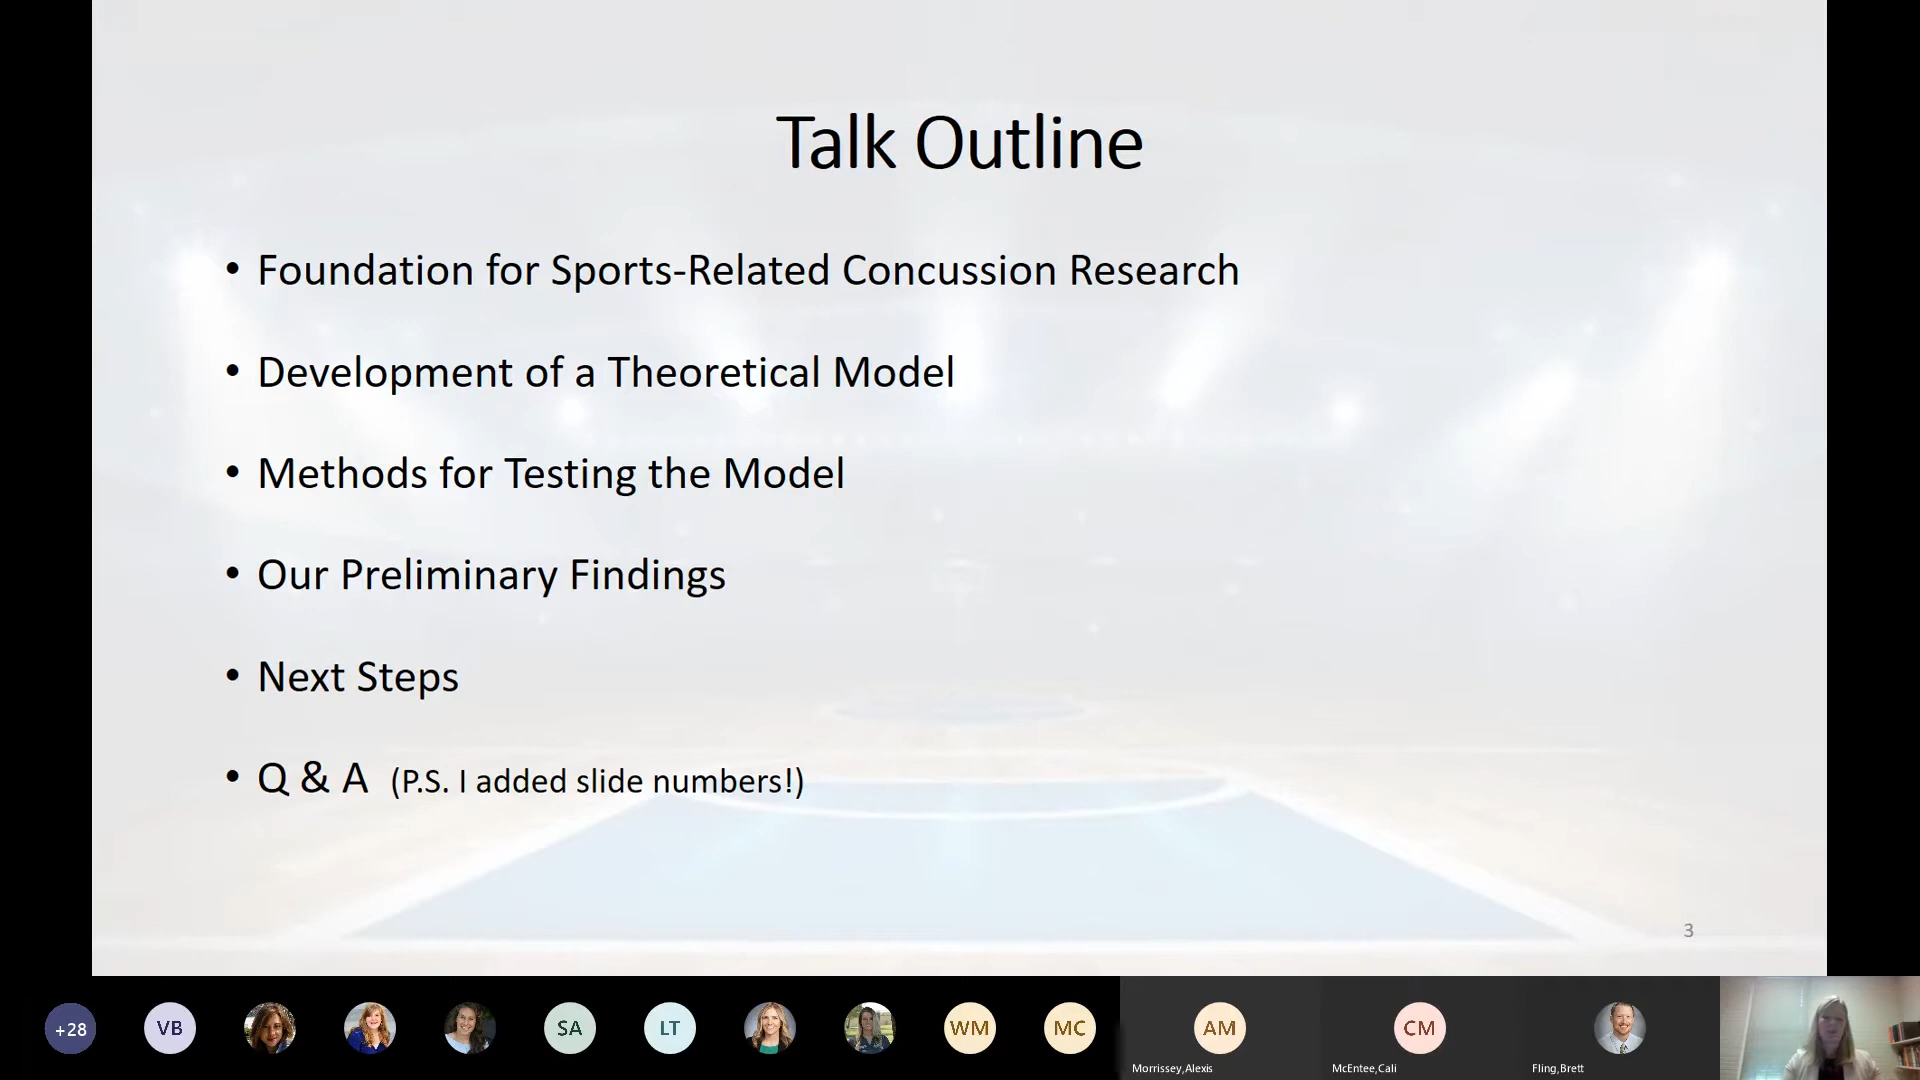 Talk Outline
• Foundation for Sports-Related Concussion Research
• Development of a Theoretical Model
• Methods for Testing the Model
• Our Preliminary Findings
• Next Steps
• Q & A (P.S. I added slide numbers!)
3
+28
VB
SA
LT
WM
MC
AM
CM
Morrissey,Alexis
McEntee,Cali
Fling,Brett